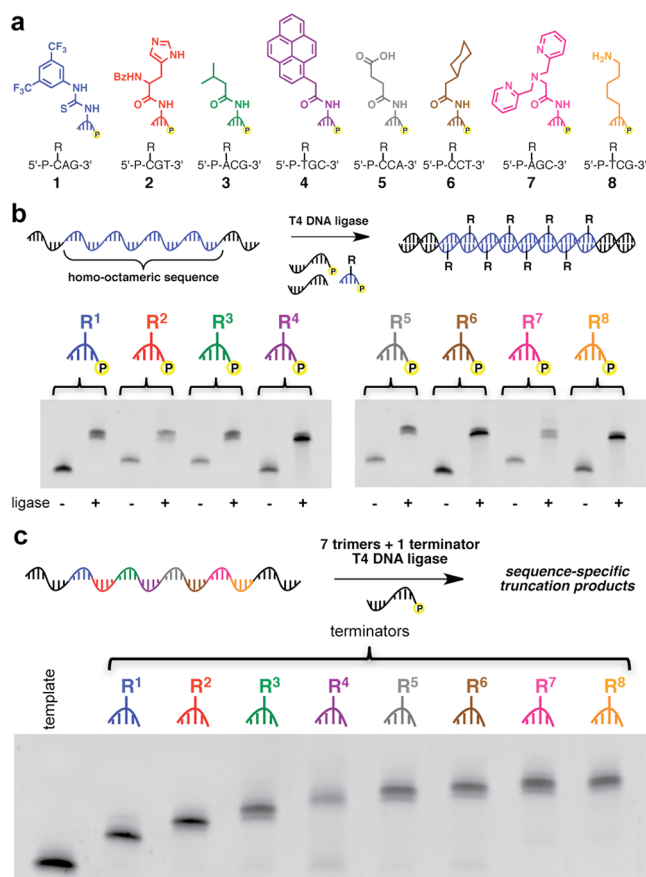 a
CF3
F3C
NH
S
NH
P
N
NH
BzHN
O
NH
P
O
NH
P
O
NH
P
O
OH
O
NH
P
O
NH
P
N
N
N
O
NH
P
H2N
P
R R R R R R R R
5'-P-CAG-3' 5'-P-CGT-3' 5'-P-ACG-3' 5'-P-TGC-3' 5'-P-CCA-3' 5'-P-CCT-3' 5'-P-AGC-3' 5'-P-TCG-3'
1 2 3 4 5 6 7 8
b
T4 DNA ligase
homo-octameric sequence
P
R
P
R R R R
R R R R
R1 R2 R3 R4 R5 R6 R7 R8
P P P P P P P P
ligase - + - + - + - + - + - + - + - +
c
7 trimers + 1 terminator
T4 DNA ligase
P
sequence-specific
truncation products
terminators
template
R1 R2 R3 R4 R5 R6 R7 R8